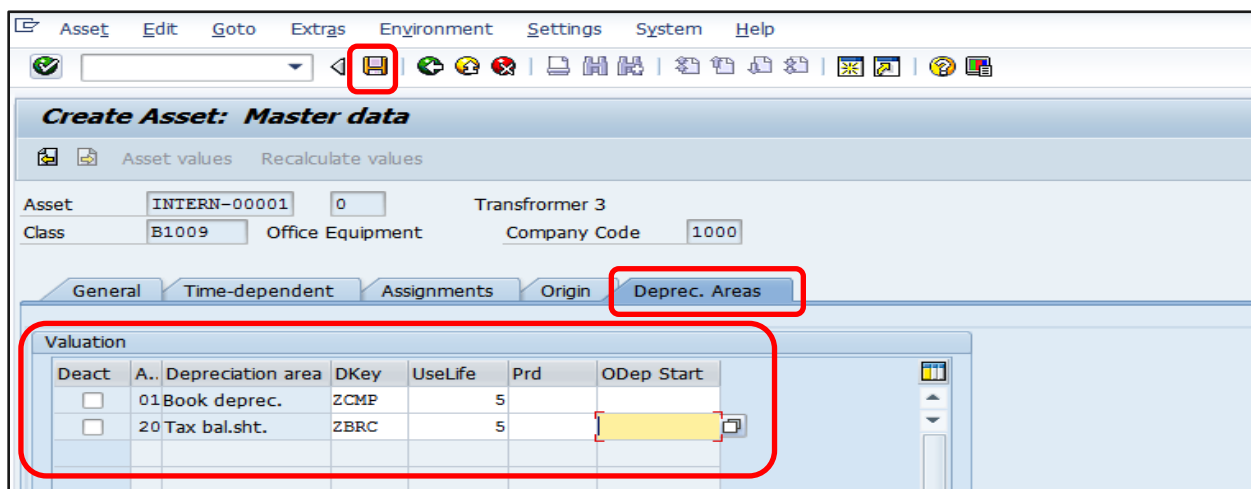 Asset Edit Goto Extras Environment Settings System Help
Create Asset: Master data
Asset values Recalculate values
Asset INTERN-00001 0 Transfrormer 3
Class B1009 Office Equipment Company Code 1000
General Time-dependent Assignments Origin Deprec. Areas
Valuation
Deact A.. Depreciation area DKey UseLife Prd ODep Start
01 Book deprec. ZCMP 5
20 Tax bal.sht. ZBRC 5